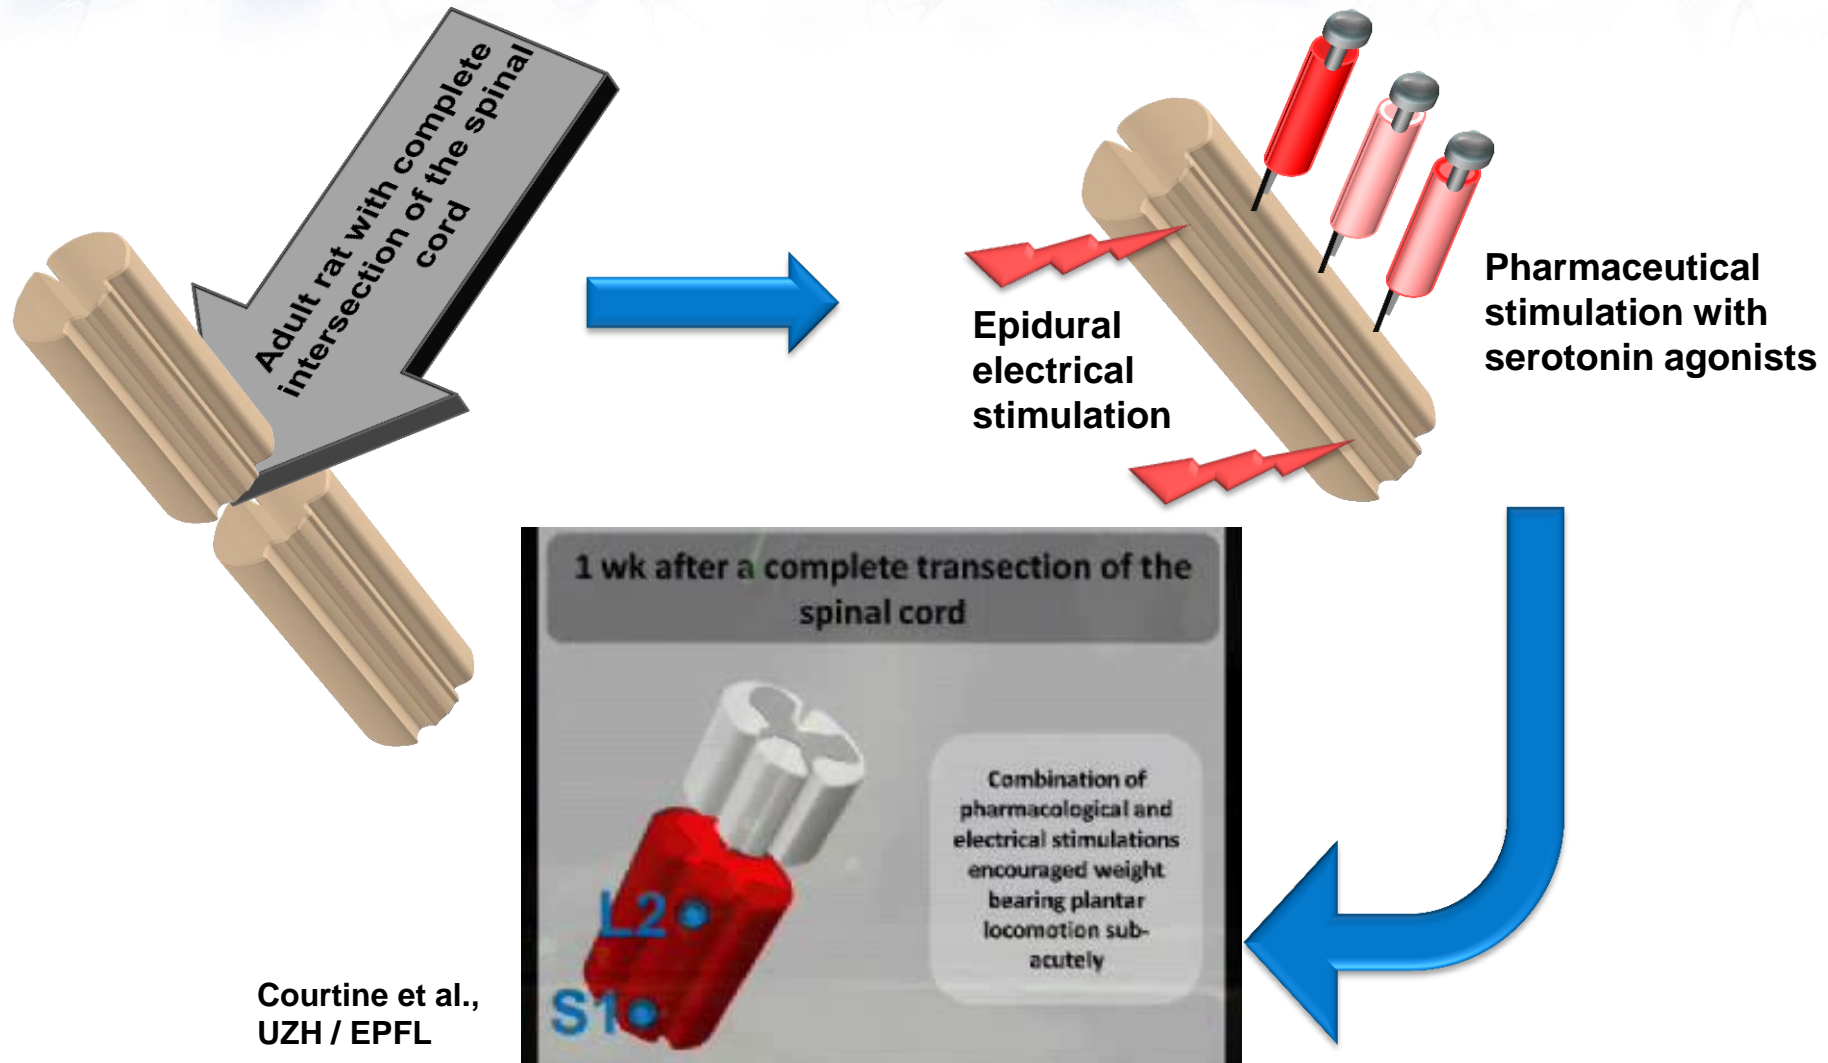 Adult rat with complete
intersection of the spinal
cord
Epidural
electrical
stimulation
Pharmaceutical
stimulation with
serotonin agonists
1 wk after a complete transection of the
spinal cord
L2
S1
Combination of
pharmacological and
electrical stimulations
encouraged weight
bearing plantar
locomotion sub-
acutely
Courtine et al.,
UZH / EPFL